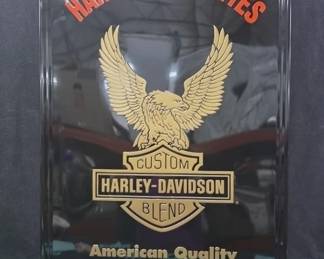 CUSTOM
HARLEY-DAVIDSON
BLEND
American Quality